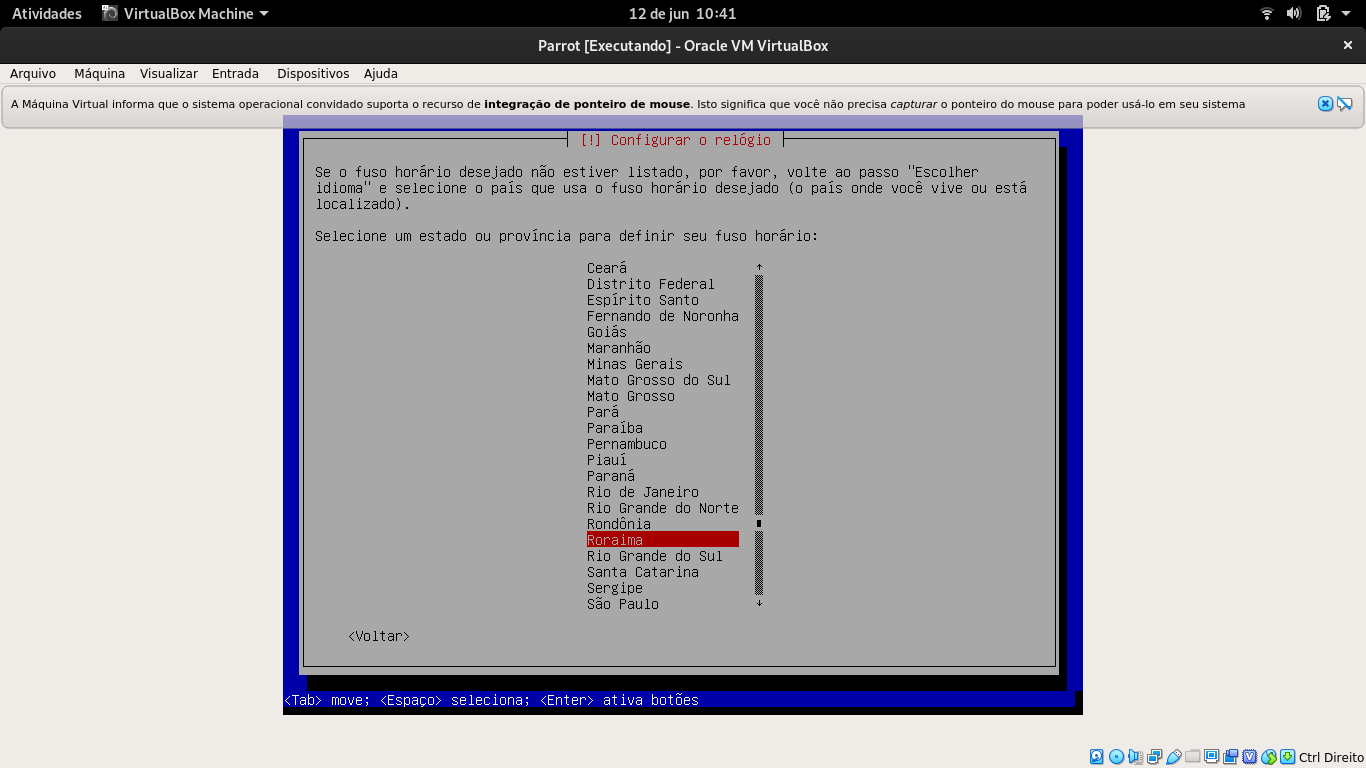 Atividades VirtualBox Machine 12 de jun 10:41
Parrot [Executando] - Oracle VM VirtualBox
Arquivo Máquina Visualizar Entrada Dispositivos Ajuda
A Máquina Virtual informa que o sistema operacional convidado suporta o recurso de integração de ponteiro de mouse. Isto significa que você não precisa capturar o ponteiro do mouse para poder usá-lo em seu sistema
[!] Configurar o relógio
Se o fuso horário desejado não estiver listado, por favor, volte ao passo "Escolher
idioma" e selecione o país que usa o fuso horário desejado (o país onde você vive ou está
localizado).
Selecione um estado ou província para definir seu fuso horário:
Ceará
Distrito Federal
Espírito Santo
Fernando de Noronha
Goiás
Maranhão
Minas Gerais
Mato Grosso do Sul
Mato Grosso
Pará
Paraíba
Pernambuco
Piauí
Paraná
Rio de Janeiro
Rio Grande do Norte
Rondônia
Roraima
Rio Grande do Sul
Santa Catarina
Sergipe
São Paulo
<Voltar>
<Tab> move; <Espaço> seleciona; <Enter> ativa botões
Ctrl Direito